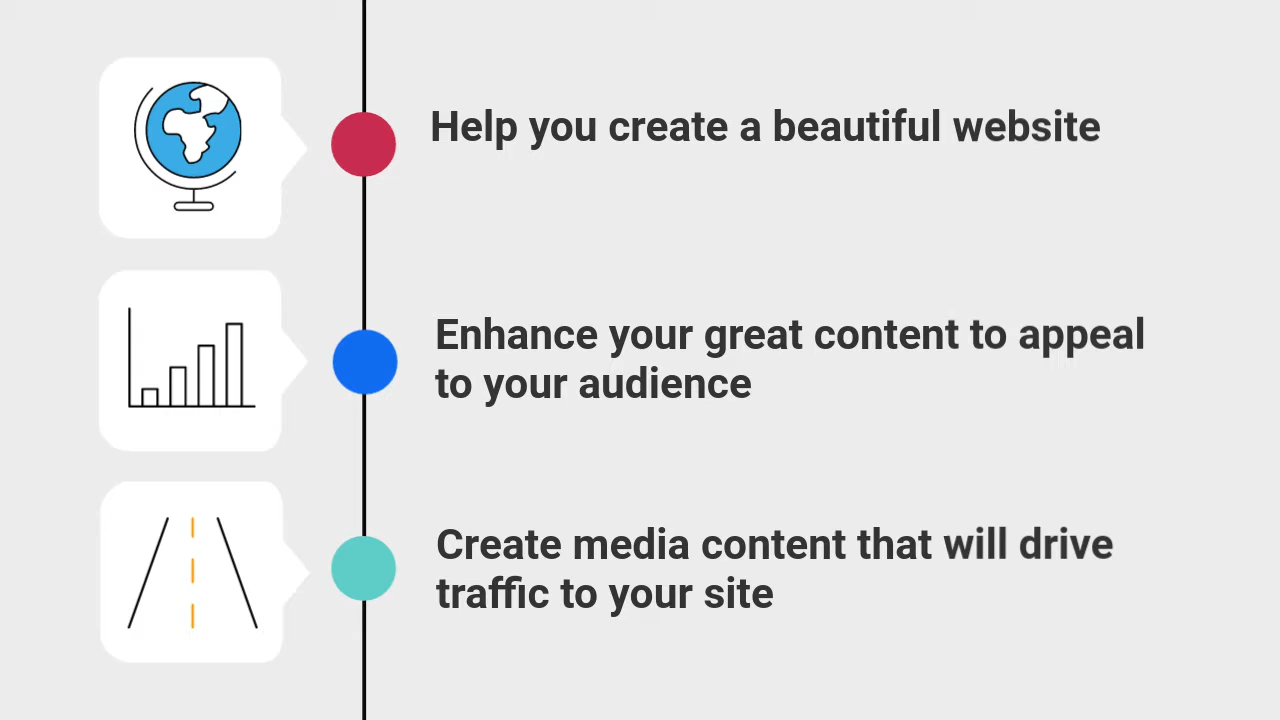 Help you create a beautiful website
Enhance your great content to appeal
to your audience
Create media content that will drive
traffic to your site